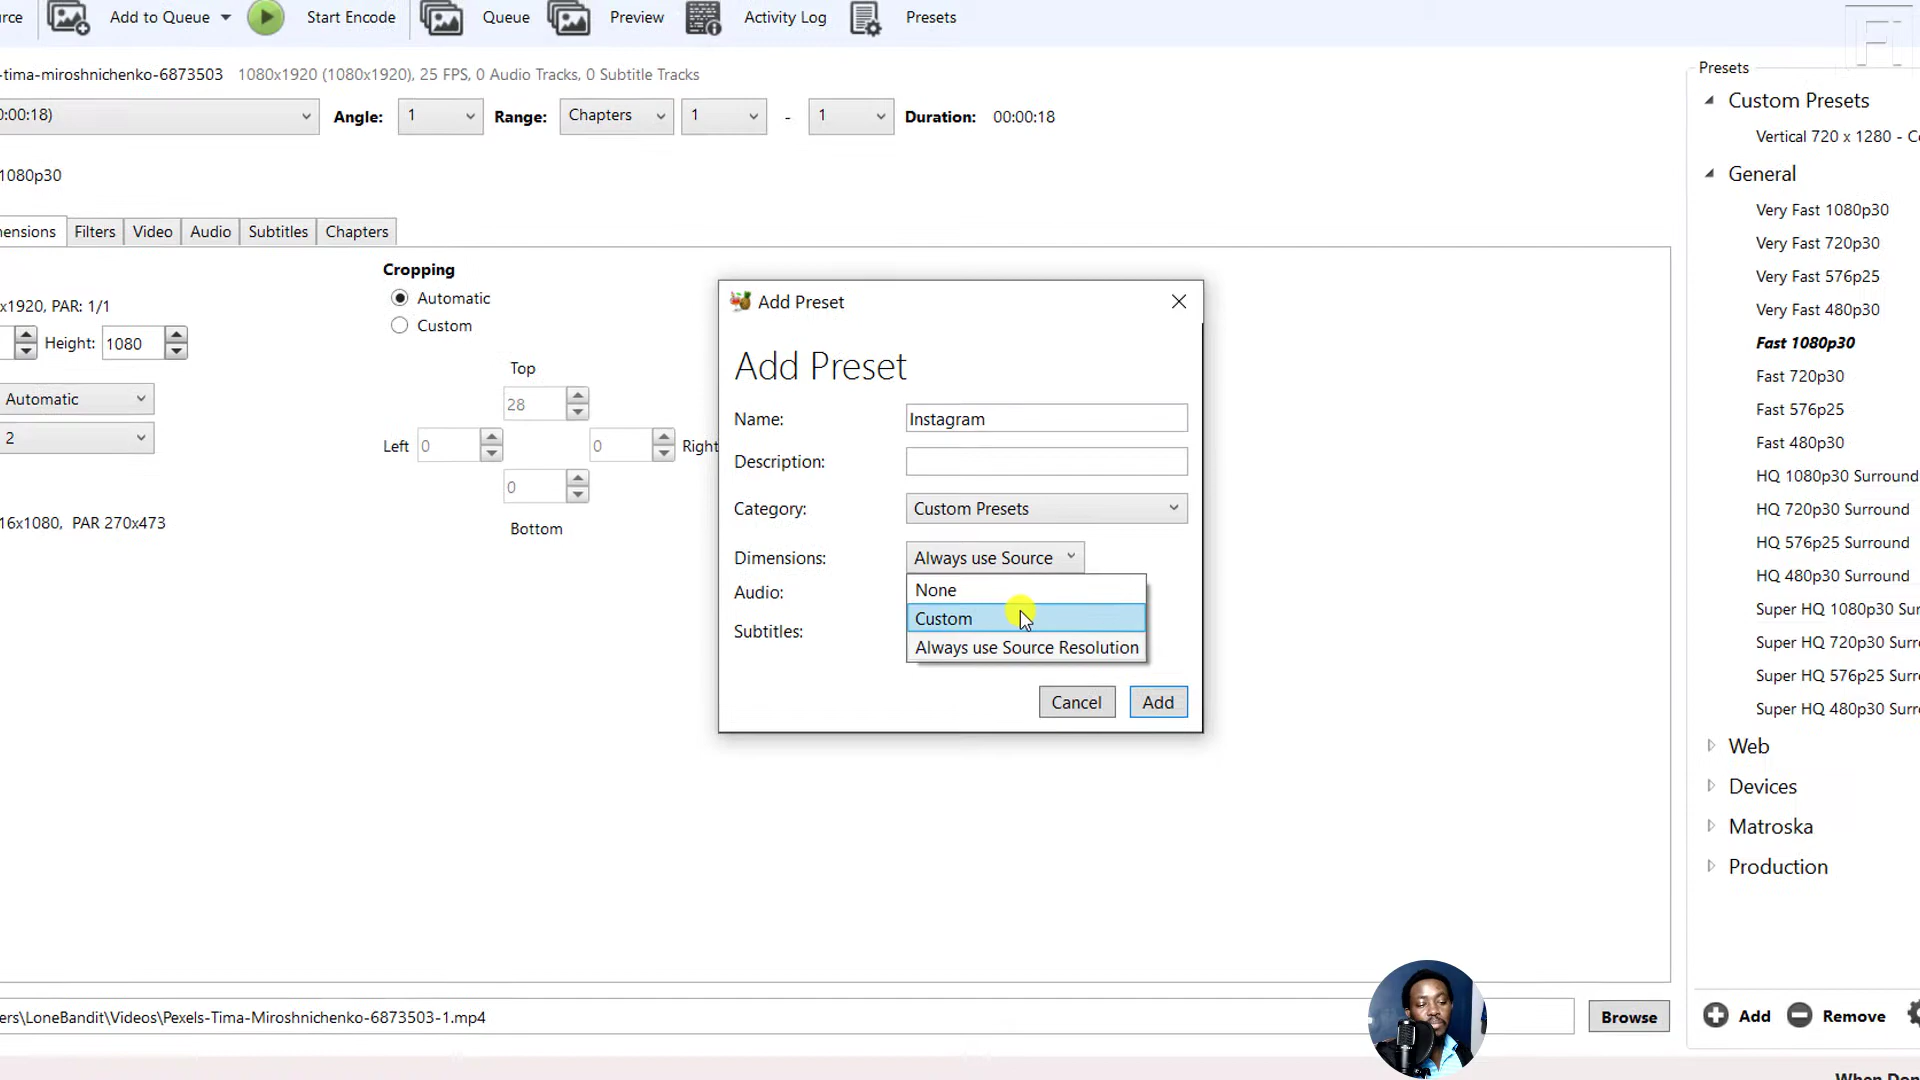 rce Add to Queue Start Encode Queue Preview Activity Log Presets
-tima-miroshnichenko-6873503 1080x1920 (1080x1920), 25 FPS, 0 Audio Tracks, 0 Subtitle Tracks
0:00:18) Angle: 1 Range: Chapters 1 - 1 Duration: 00:00:18
1080p30
ensions Filters Video Audio Subtitles Chapters
x1920, PAR: 1/1
Height: 1080
Automatic
2
16x1080, PAR 270x473
Cropping
Automatic
Custom
Top
28
Left 0 0 Right
0
Bottom
Add Preset
Add Preset
Name: Instagram
Description:
Category: Custom Presets
Dimensions: Always use Source
Audio:
Subtitles:
None
Custom
Always use Source Resolution
Cancel Add
Presets
Custom Presets
Vertical 720 x 1280 - Co
General
Very Fast 1080p30
Very Fast 720p30
Very Fast 576p25
Very Fast 480p30
Fast 1080p30
Fast 720p30
Fast 576p25
Fast 480p30
HQ 1080p30 Surround
HQ 720p30 Surround
HQ 576p25 Surround
HQ 480p30 Surround
Super HQ 1080p30 Surr
Super HQ 720p30 Surro
Super HQ 576p25 Surro
Super HQ 480p30 Surro
Web
Devices
Matroska
Production
Add Remove
ers\LoneBandit\Videos\Pexels-Tima-Miroshnichenko-6873503-1.mp4 Browse
When Don